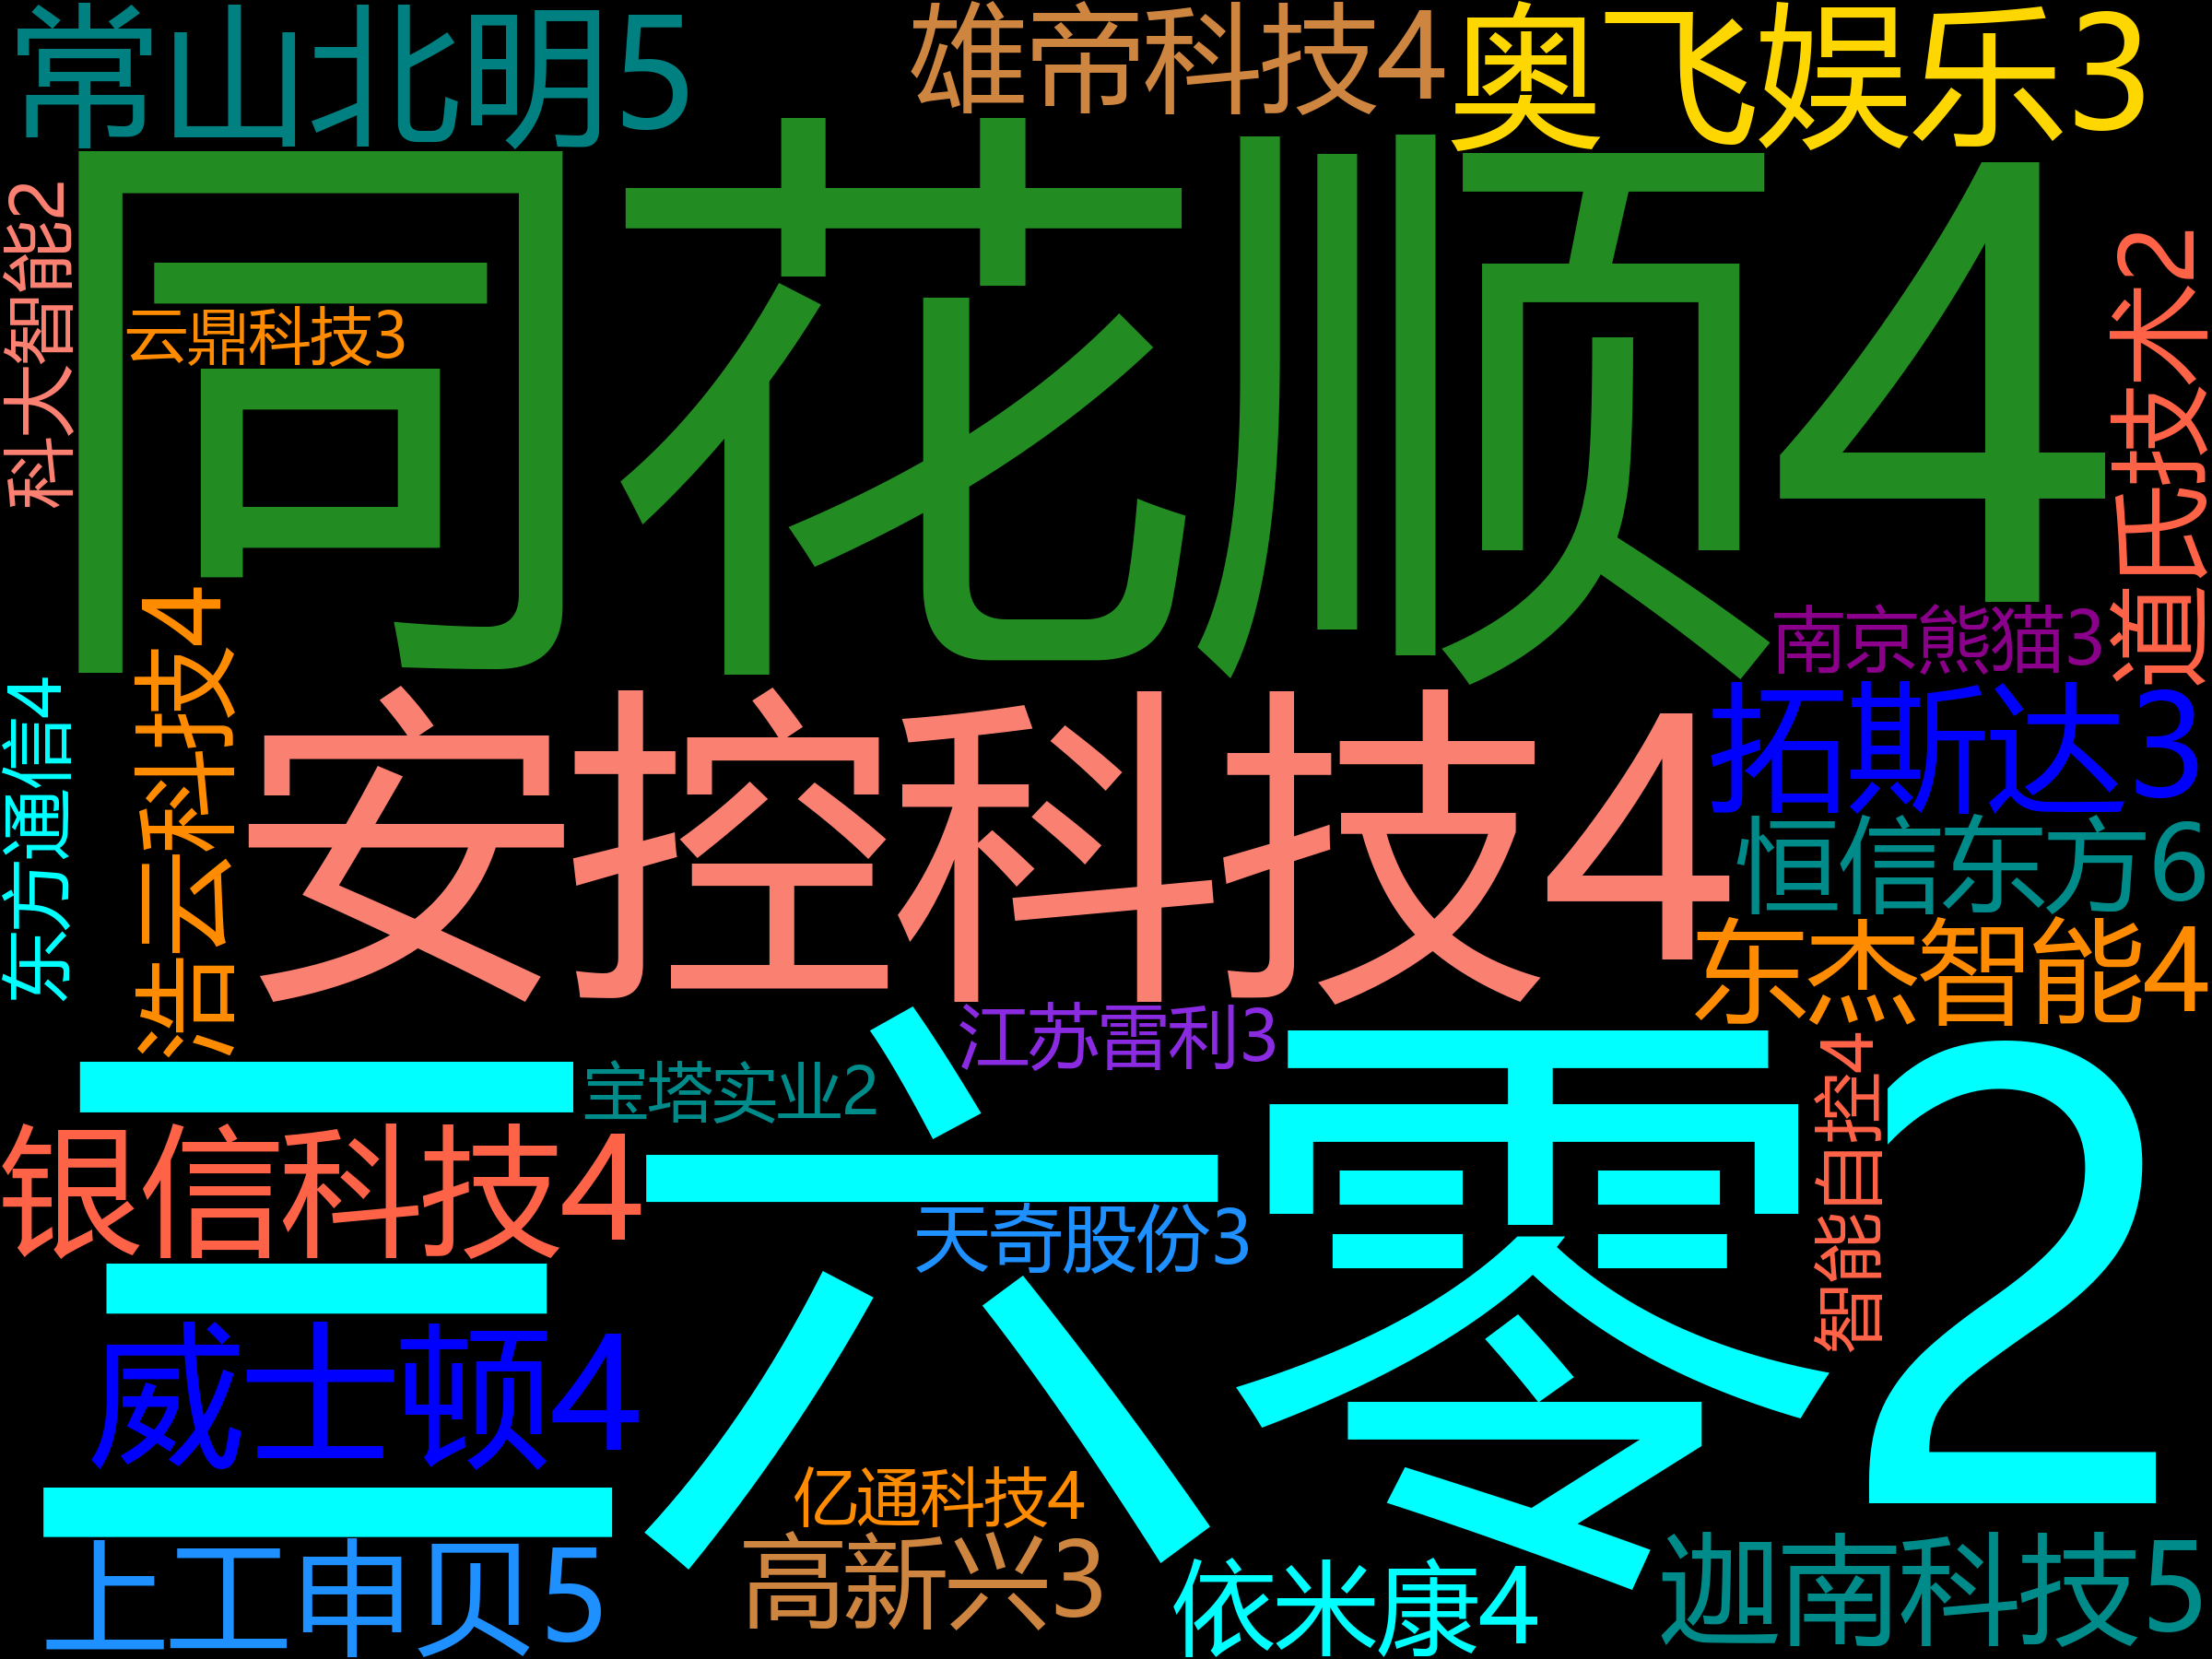 常山北明5
雄帝科技4
奥飞娱乐3
同花顺4
科大智能2
云鼎科技3
道氏技术2
南京熊猫3
浩云科技4
东方通信4
安控科技4
拓斯达3
恒信东方6
东杰智能4
江苏雷利3
宝塔实业2
三六零2
银信科技4
天奇股份3
智能自控4
威士顿4
亿通科技4
高新兴3
上工申贝5
依米康4
迦南科技5